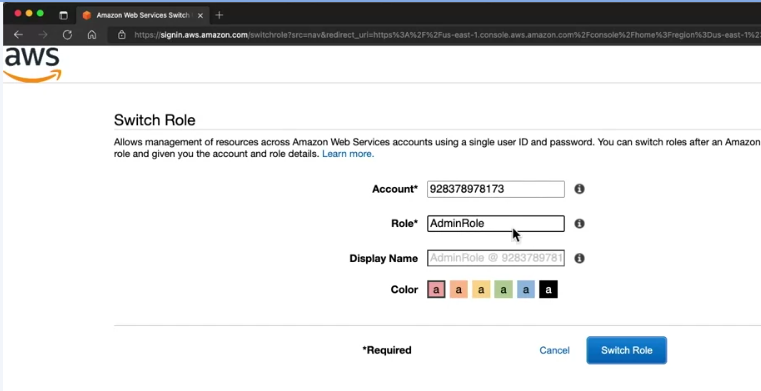 Amazon Web Services Switch
https://signin.aws.amazon.com/switchrole?src=nav&redirect_uri=https%3A%2F%2Fus-east-1.console.aws.amazon.com%2Fconsole%2Fhome%3Fregion%3Dus-east-1%2
aws
Switch Role
Allows management of resources across Amazon Web Services accounts using a single user ID and password. You can switch roles after an Amazon
role and given you the account and role details. Learn more.
Account* 928378978173
Role* AdminRole
Display Name AdminRole @ 9283789781
Color a a a a a a
*Required Cancel Switch Role